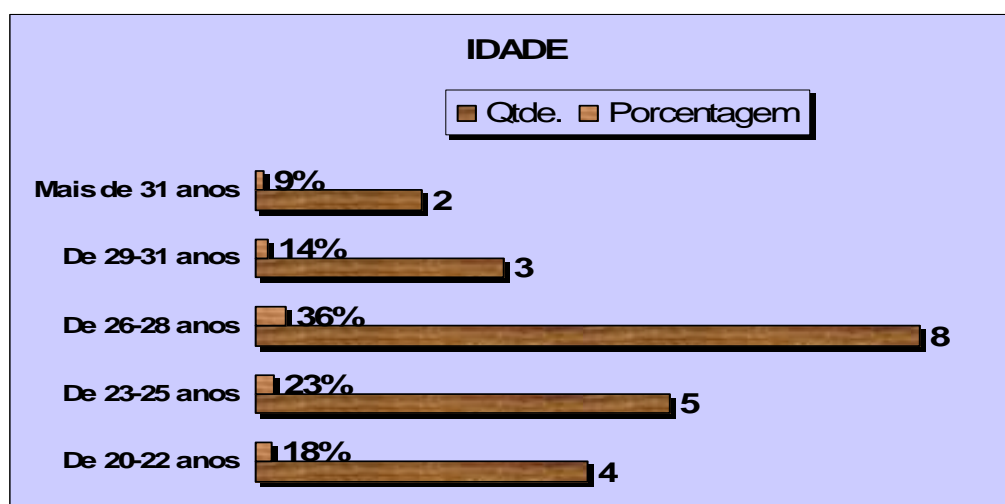 IDADE
Qtde. Porcentagem
Mais de 31 anos 9% 2
De 29-31 anos 14% 3
De 26-28 anos 36% 8
De 23-25 anos 23% 5
De 20-22 anos 18% 4